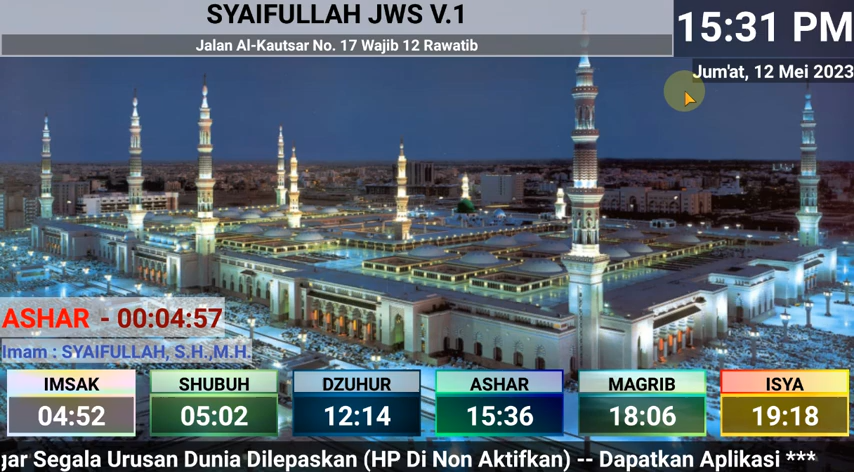 SYAIFULLAH JWS V.1
Jalan Al-Kautsar No. 17 Wajib 12 Rawatib
15:31 PM
Jum'at, 12 Mei 2023
ASHAR - 00:04:57
Imam : SYAIFULLAH, S.H.,M.H.
IMSAK
04:52
SHUBUH
05:02
DZUHUR
12:14
ASHAR
15:36
MAGRIB
18:06
ISYA
19:18
gar Segala Urusan Dunia Dilepaskan (HP Di Non Aktifkan) -- Dapatkan Aplikasi ***